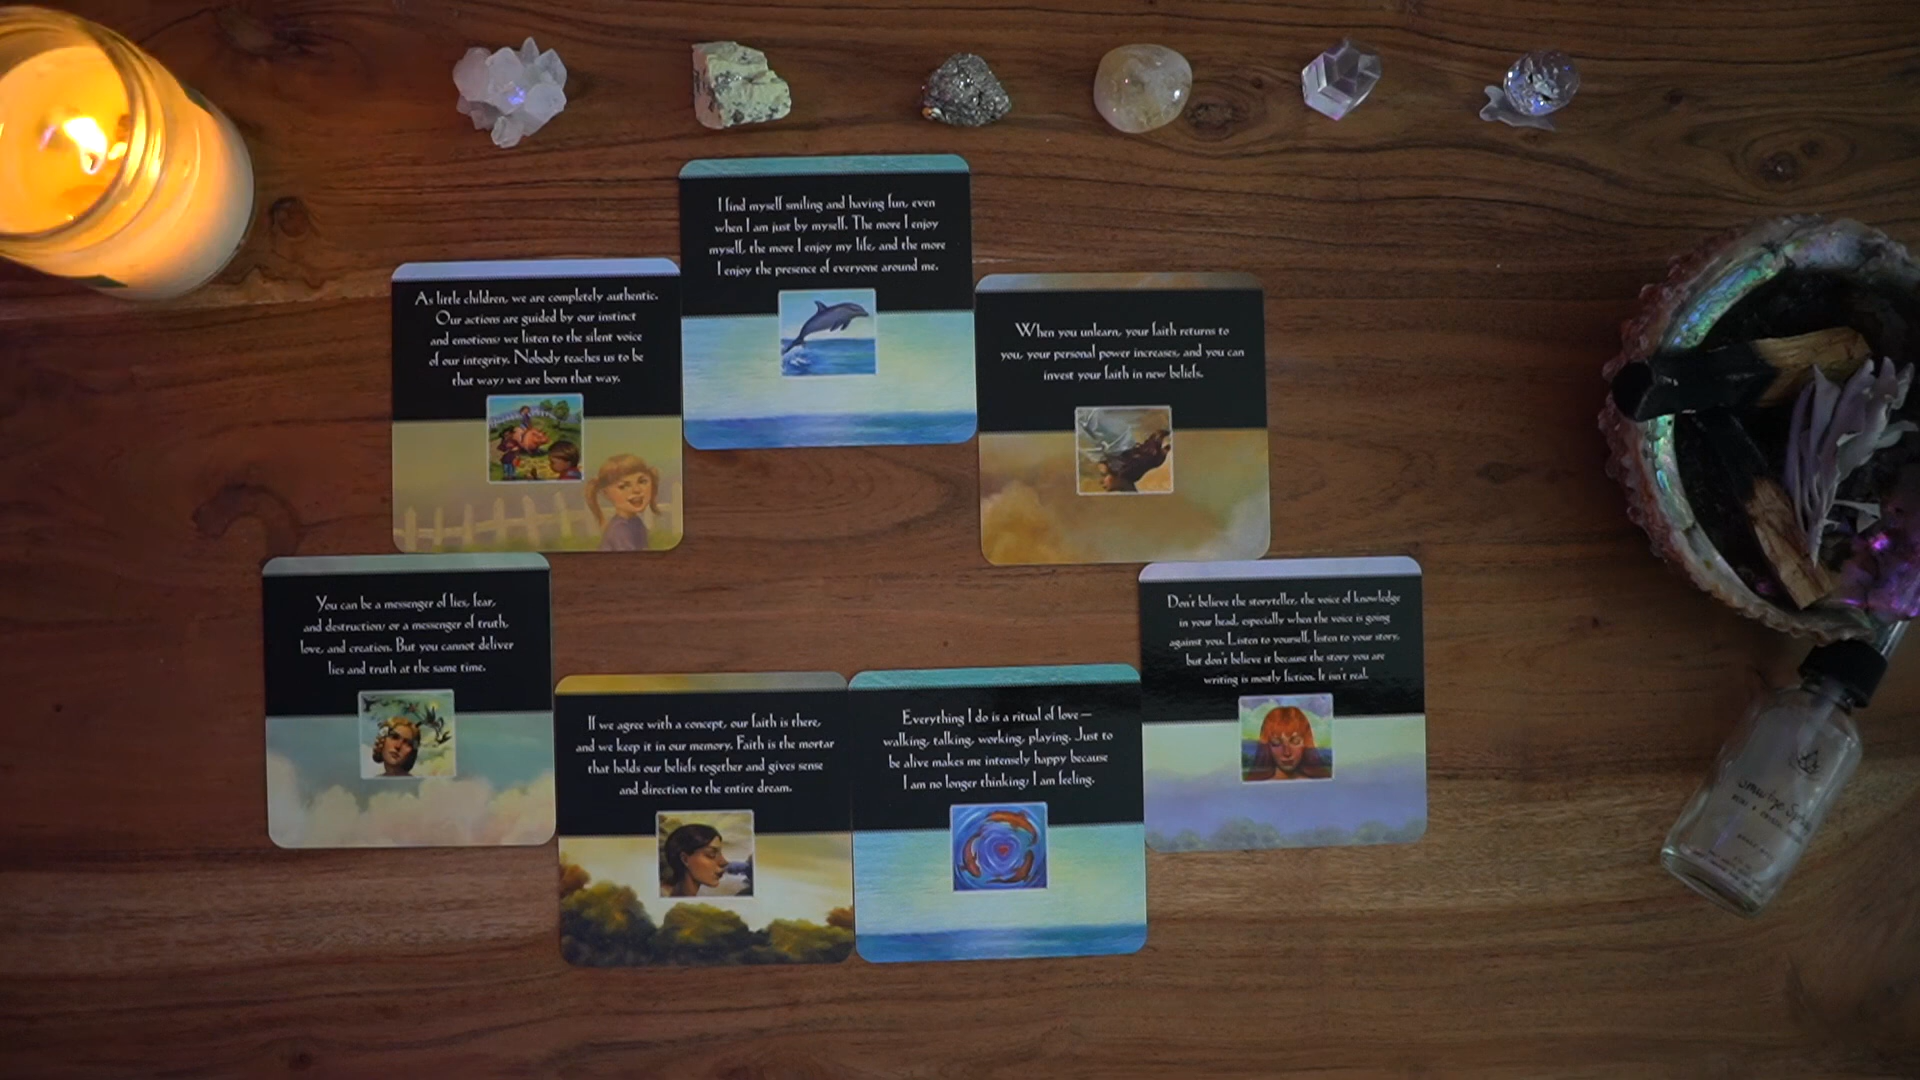 I find myself smiling and having fun, even
when I am just by myself. The more I enjoy
myself, the more I enjoy my life, and the more
I enjoy the presence of everyone around me.
As little children, we are completely authentic.
Our actions are guided by our instinct
and emotions; we listen to the silent voice
of our integrity. Nobody teaches us to be
that way; we are born that way.
When you unlearn, your faith returns to
you, your personal power increases, and you can
invest your faith in new beliefs.
You can be a messenger of lies, fear,
and destruction; or a messenger of truth,
love, and creation. But you cannot deliver
lies and truth at the same time.
If we agree with a concept, our faith is there,
and we keep it in our memory. Faith is the mortar
that holds our beliefs together and gives sense
and direction to the entire dream.
Everything I do is a ritual of love—
walking, talking, working, playing. Just to
be alive makes me intensely happy because
I am no longer thinking; I am feeling.
Don't believe the storyteller, the voice of knowledge
in your head, especially when the voice is going
against you. Listen to yourself, listen to your story,
but don't believe it because the story you are
writing is mostly fiction. It isn't real.
Smudge